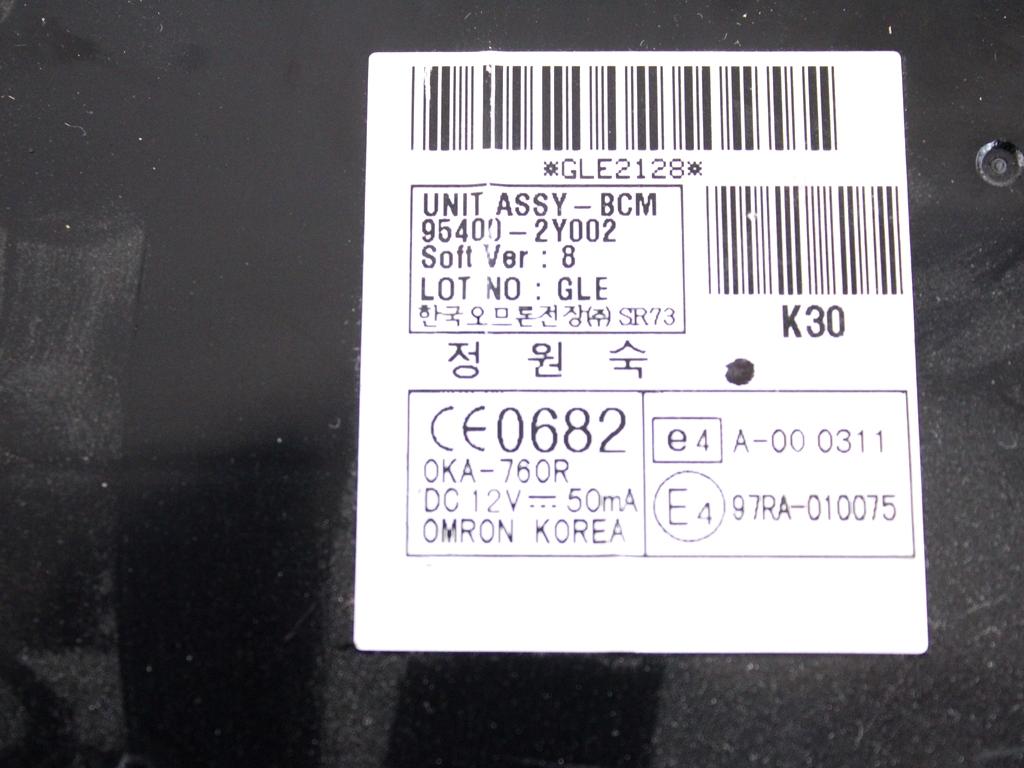 *GLE2128*
UNIT ASSY-BCM
95400-2Y002
Soft Ver : 8
LOT NO : GLE
한국오므론전장(주) SR73
K30
정 원 숙
CE0682
OKA-760R
DC 12V ⎓ 50mA
OMRON KOREA
e4 A-00 0311
E4 97RA-010075